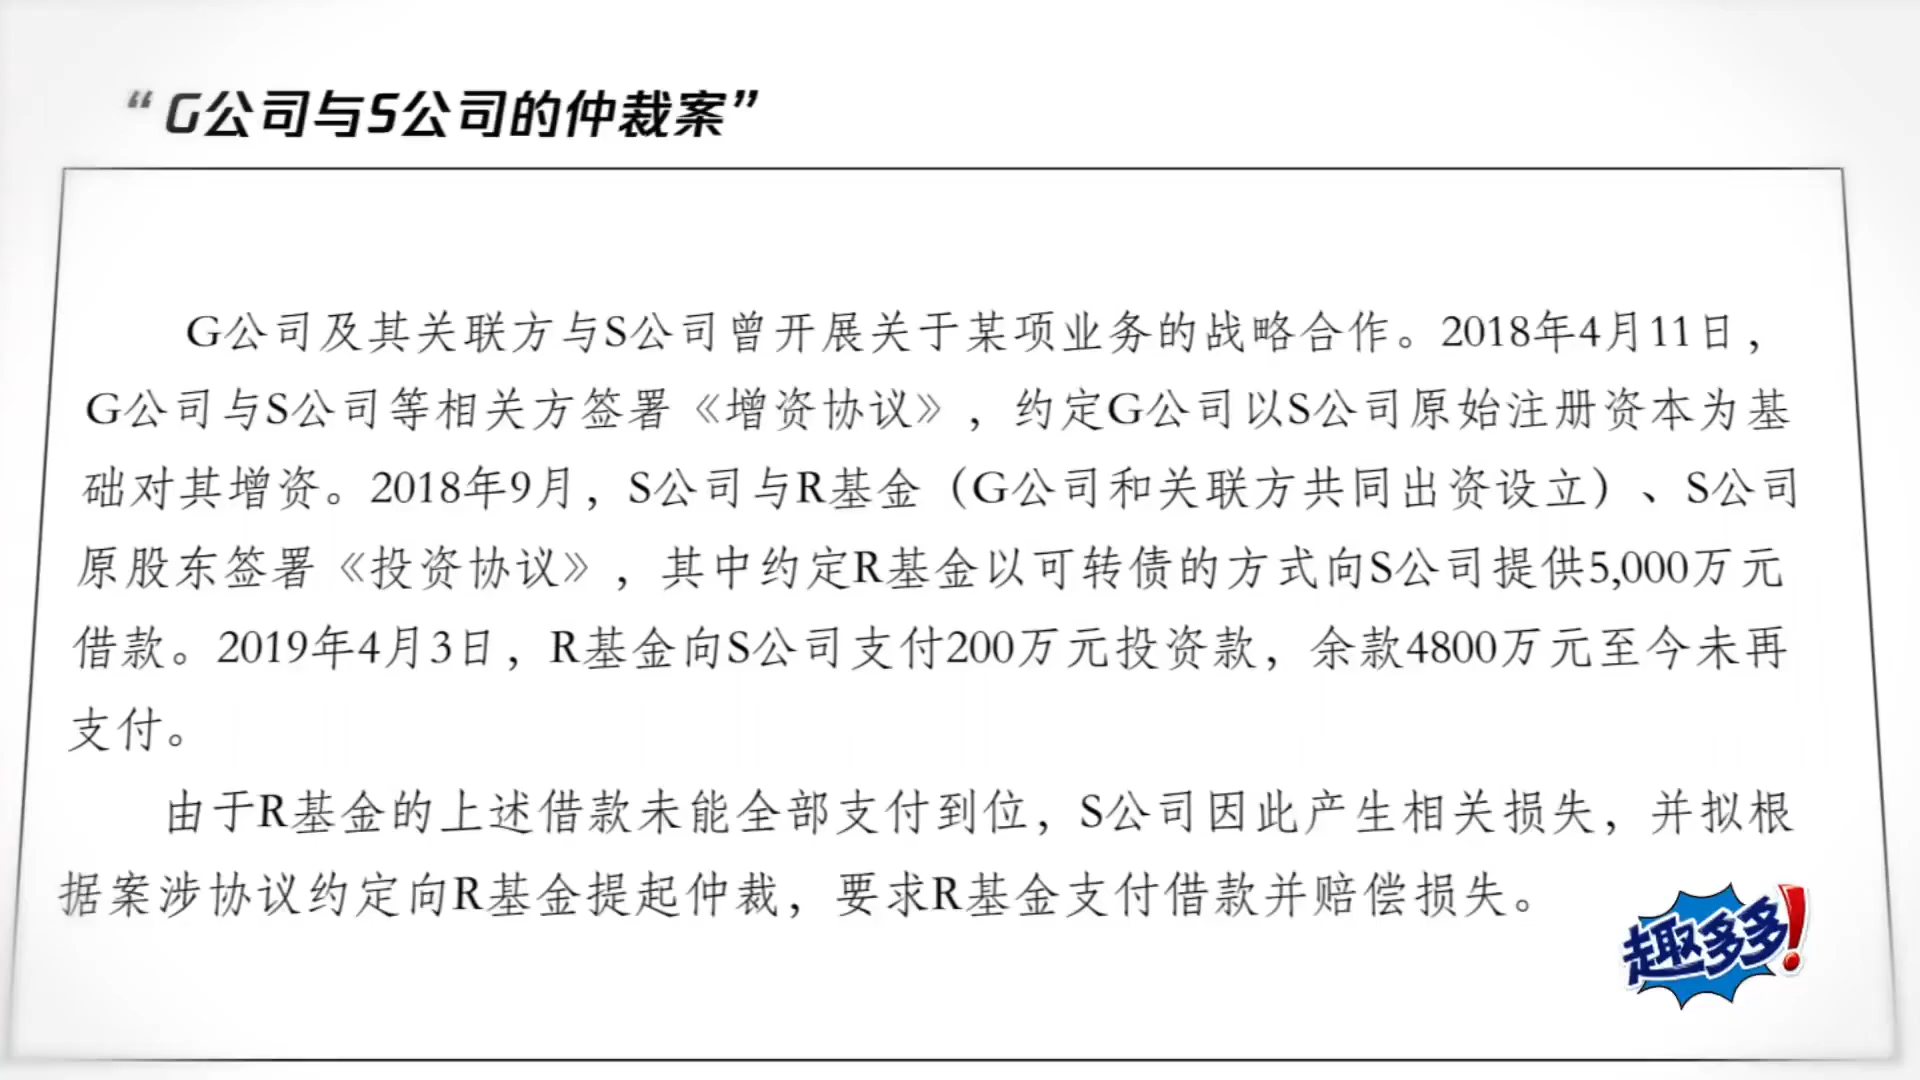 “G公司与S公司的仲裁案”
G公司及其关联方与S公司曾开展关于某项业务的战略合作。2018年4月11日，
G公司与S公司等相关方签署《增资协议》，约定G公司以S公司原始注册资本为基
础对其增资。2018年9月，S公司与R基金（G公司和关联方共同出资设立）、S公司
原股东签署《投资协议》，其中约定R基金以可转债的方式向S公司提供5,000万元
借款。2019年4月3日，R基金向S公司支付200万元投资款，余款4800万元至今未再
支付。
由于R基金的上述借款未能全部支付到位，S公司因此产生相关损失，并拟根
据案涉协议约定向R基金提起仲裁，要求R基金支付借款并赔偿损失。
趣多多!